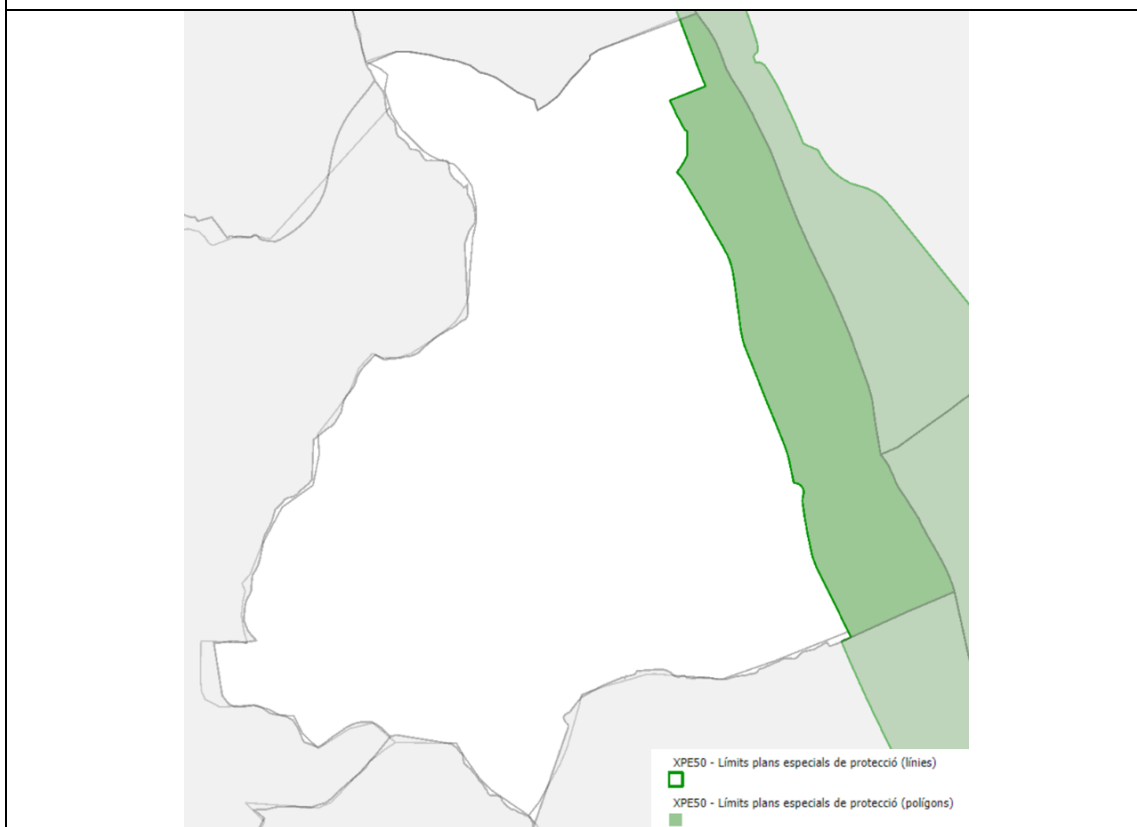 XPE50 - Límits plans especials de protecció (línies)
XPE50 - Límits plans especials de protecció (polígons)